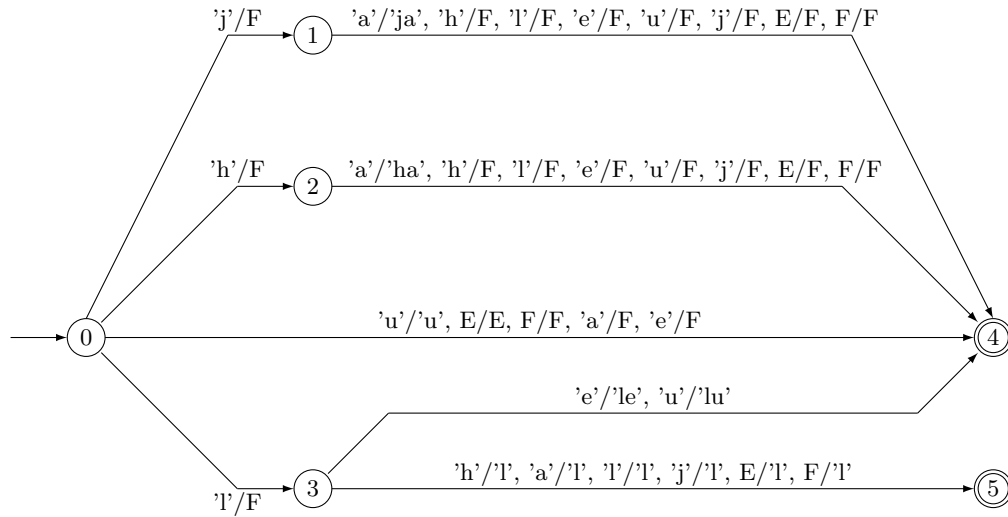 'j'/F
1
'a'/'ja', 'h'/F, 'l'/F, 'e'/F, 'u'/F, 'j'/F, E/F, F/F
'h'/F
2
'a'/'ha', 'h'/F, 'l'/F, 'e'/F, 'u'/F, 'j'/F, E/F, F/F
0
'u'/'u', E/E, F/F, 'a'/F, 'e'/F
4
'e'/'le', 'u'/'lu'
'l'/F
3
'h'/'l', 'a'/'l', 'l'/'l', 'j'/'l', E/'l', F/'l'
5